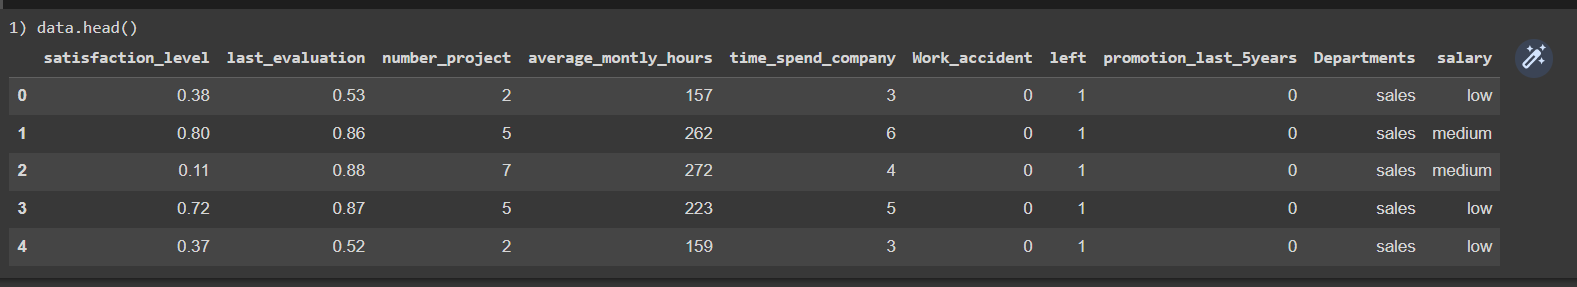 1) data.head()
satisfaction_level last_evaluation number_project average_montly_hours time_spend_company Work_accident left promotion_last_5years Departments salary
0 0.38 0.53 2 157 3 0 1 0 sales low
1 0.80 0.86 5 262 6 0 1 0 sales medium
2 0.11 0.88 7 272 4 0 1 0 sales medium
3 0.72 0.87 5 223 5 0 1 0 sales low
4 0.37 0.52 2 159 3 0 1 0 sales low